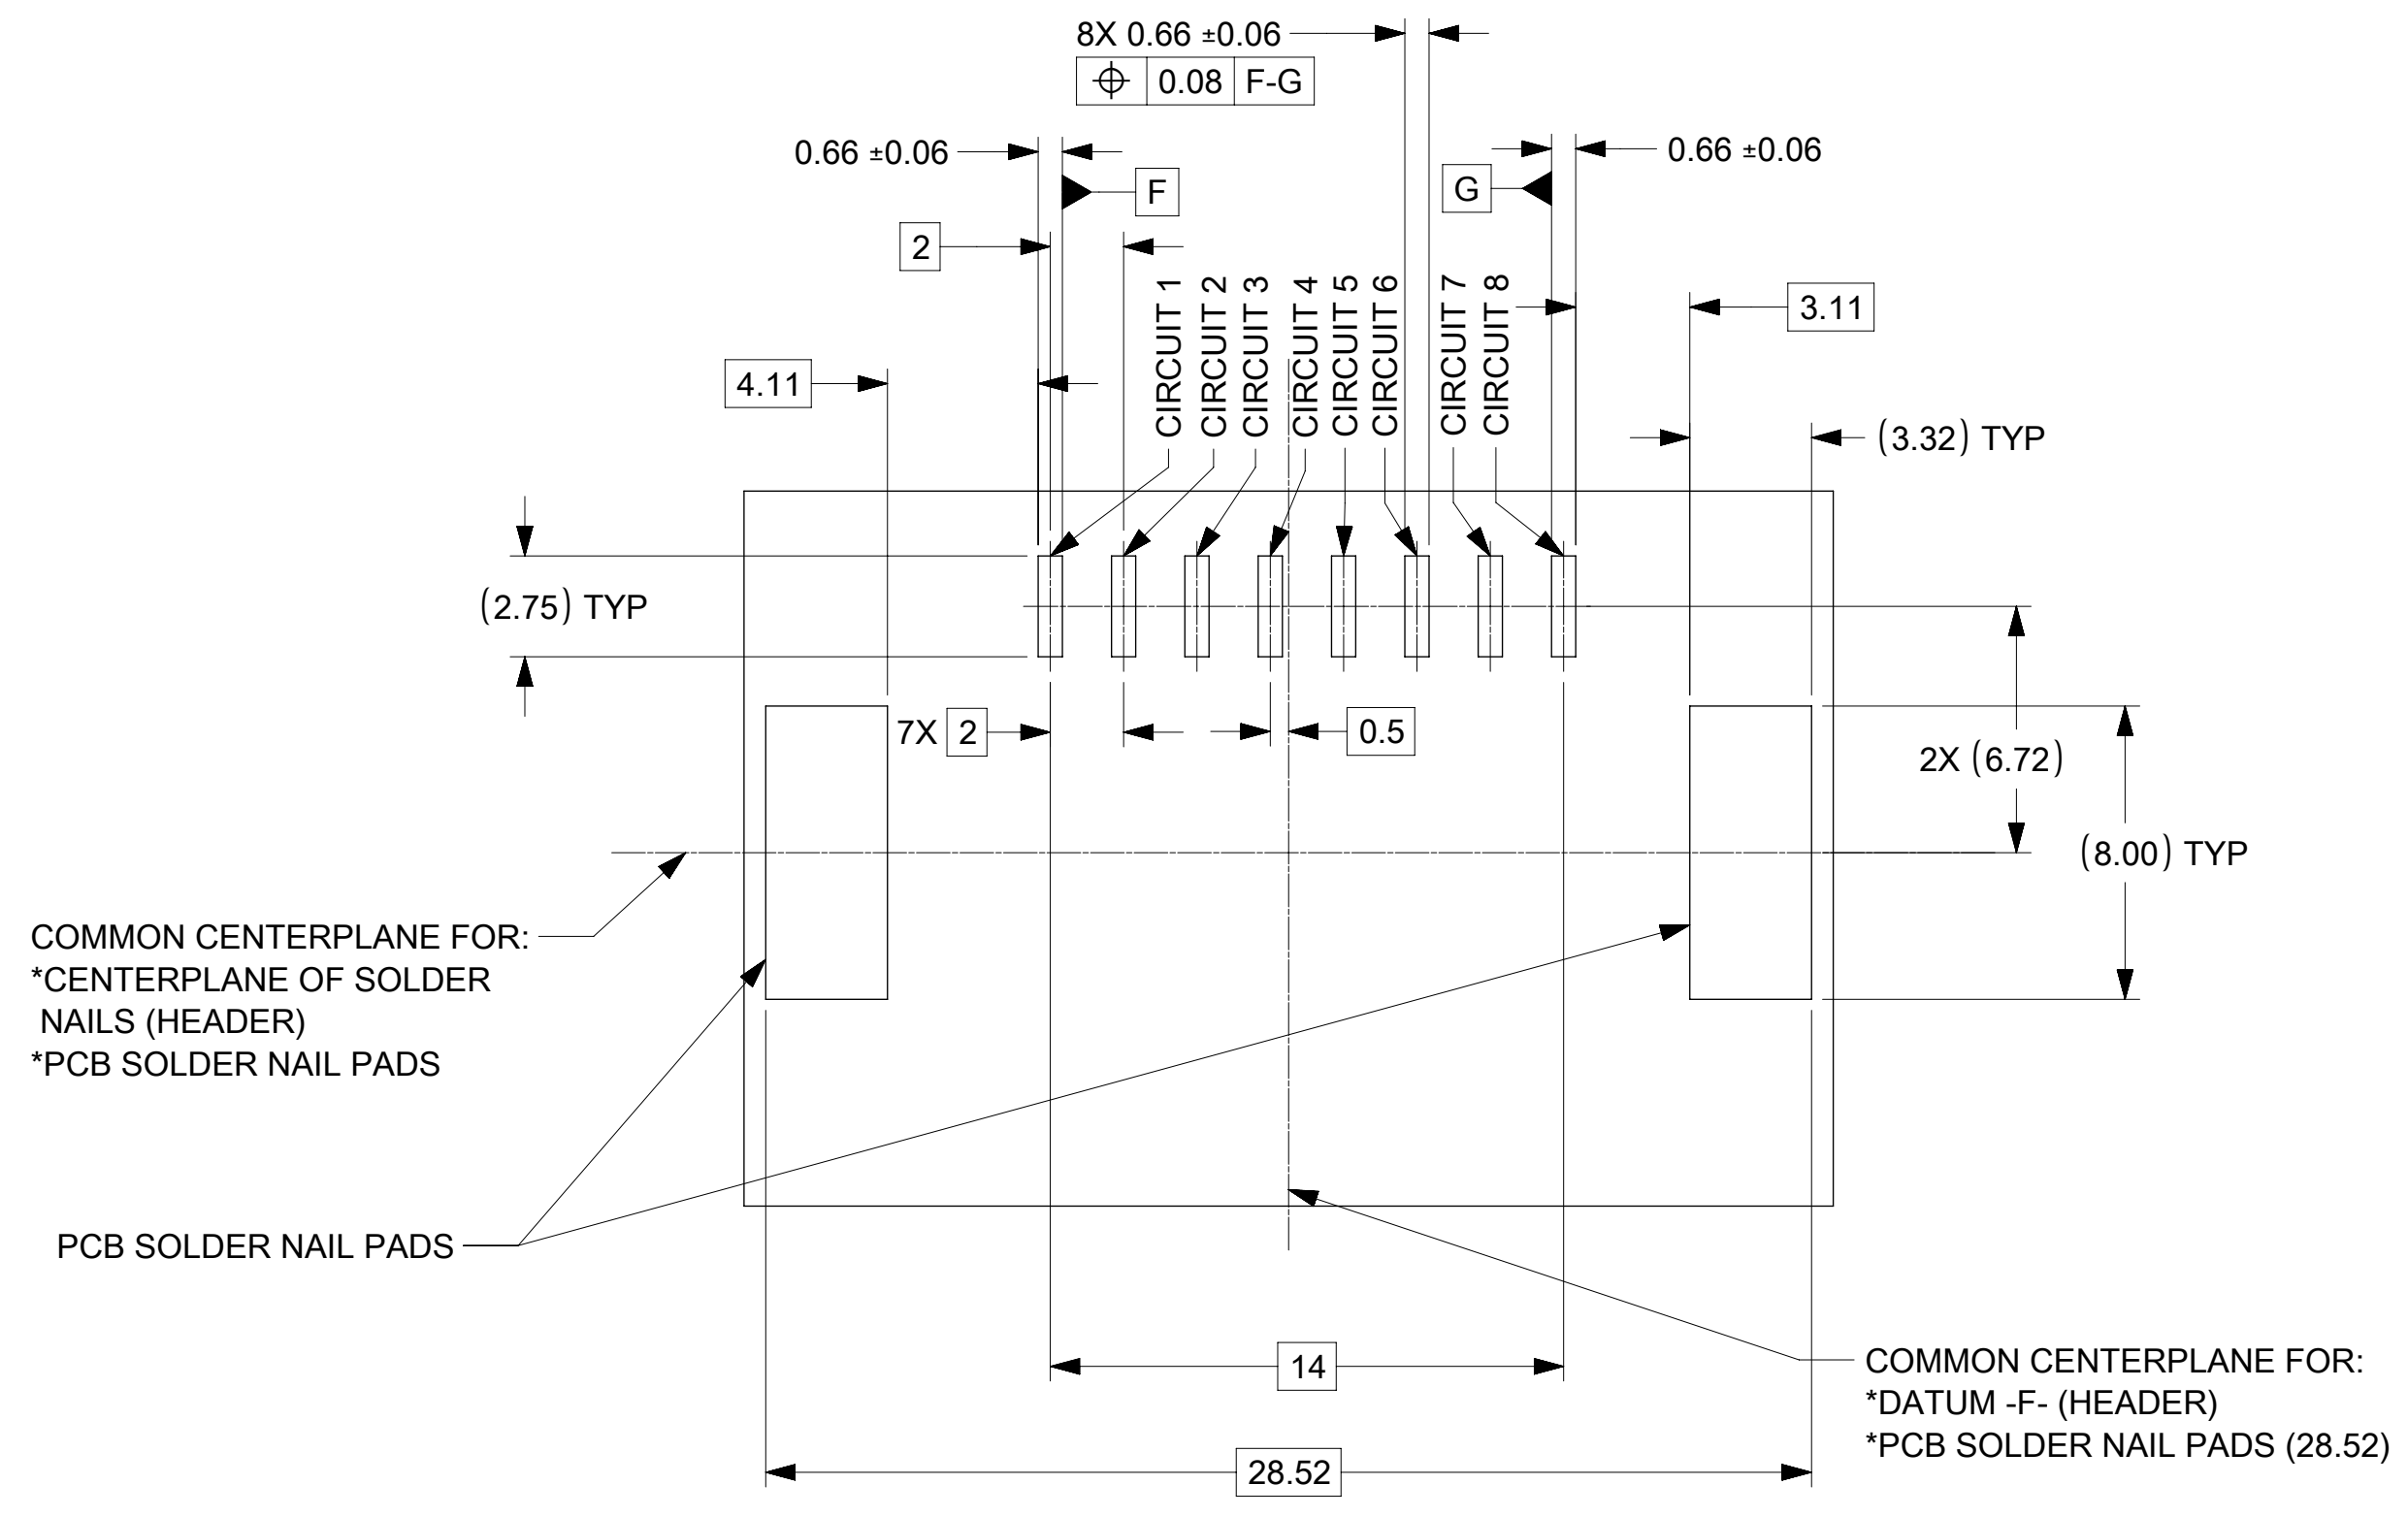 8X 0.66 ±0.06
⌖ 0.08 F-G
0.66 ±0.06
0.66 ±0.06
F
G
2
CIRCUIT 1
CIRCUIT 2
CIRCUIT 3
CIRCUIT 4
CIRCUIT 5
CIRCUIT 6
CIRCUIT 7
CIRCUIT 8
3.11
4.11
(3.32) TYP
(2.75) TYP
7X 2
0.5
2X (6.72)
(8.00) TYP
COMMON CENTERPLANE FOR:
*CENTERPLANE OF SOLDER
NAILS (HEADER)
*PCB SOLDER NAIL PADS
PCB SOLDER NAIL PADS
14
COMMON CENTERPLANE FOR:
*DATUM -F- (HEADER)
*PCB SOLDER NAIL PADS (28.52)
28.52